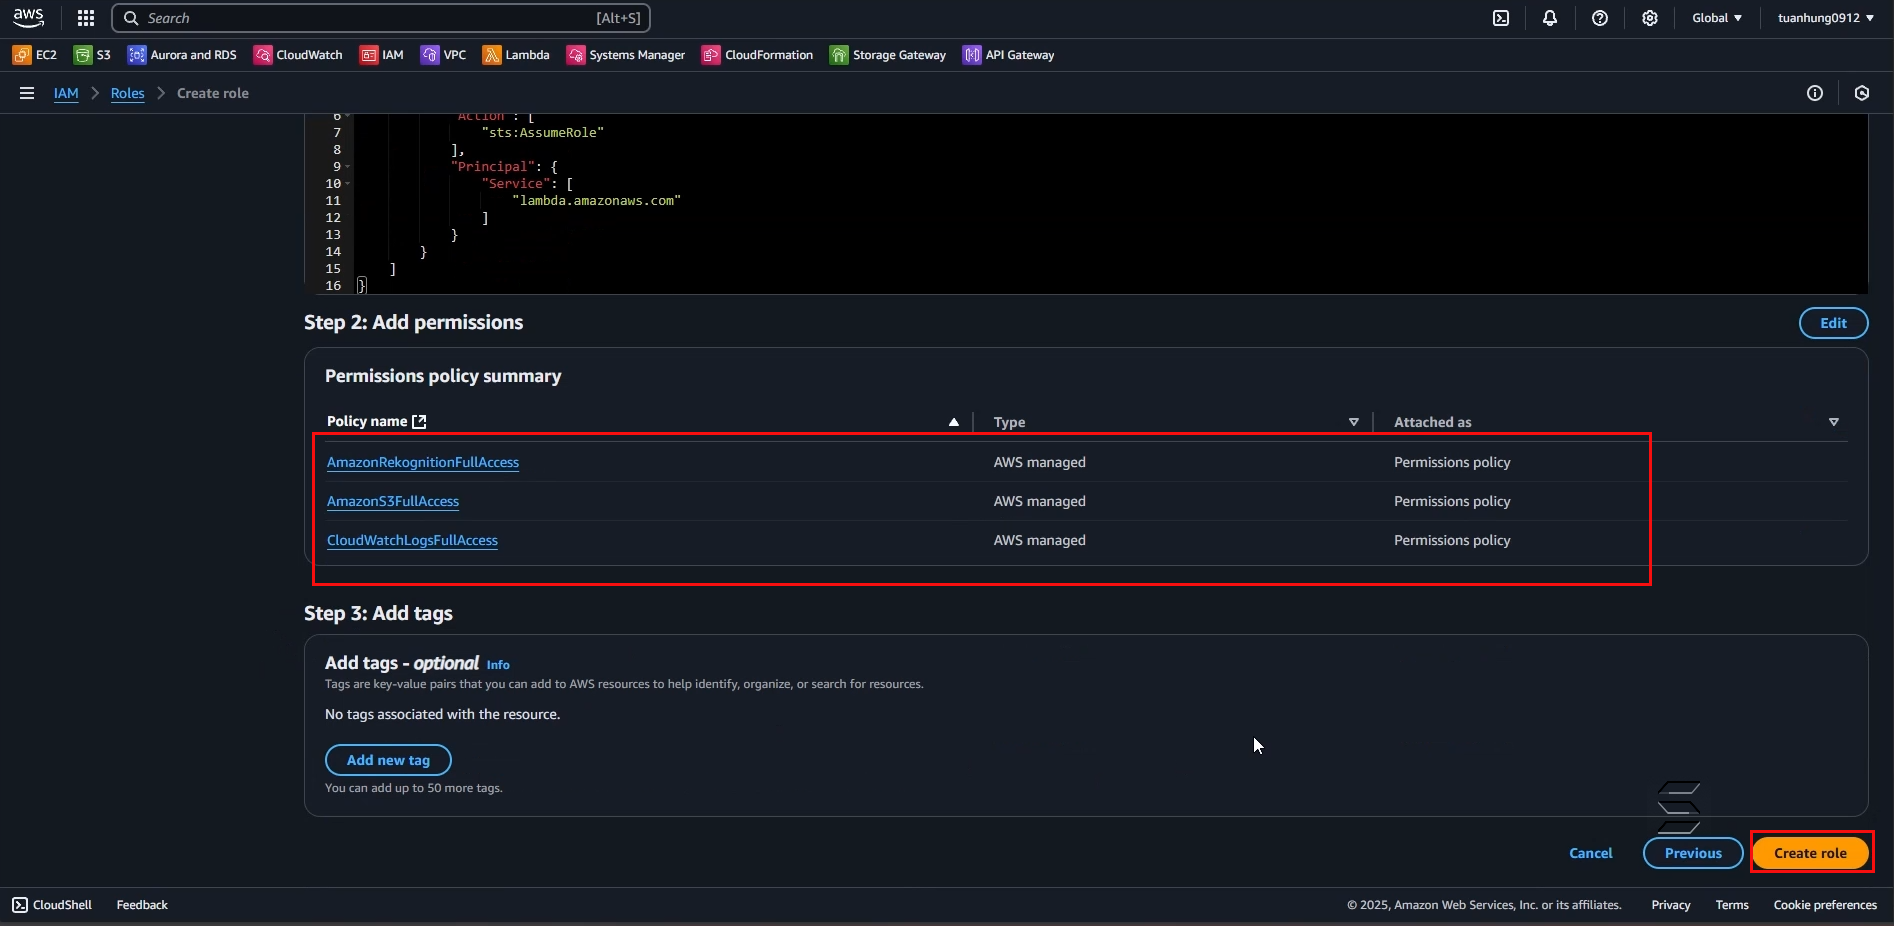 aws
Search
[Alt+S]
Global
tuanhung0912
EC2 S3 Aurora and RDS CloudWatch IAM VPC Lambda Systems Manager CloudFormation Storage Gateway API Gateway
IAM > Roles > Create role
6 "Action": [
7 "sts:AssumeRole"
8 ],
9 "Principal": {
10 "Service": [
11 "lambda.amazonaws.com"
12 ]
13 }
14 }
15 ]
16 }
Step 2: Add permissions
Edit
Permissions policy summary
Policy name Type Attached as
AmazonRekognitionFullAccess AWS managed Permissions policy
AmazonS3FullAccess AWS managed Permissions policy
CloudWatchLogsFullAccess AWS managed Permissions policy
Step 3: Add tags
Add tags - optional Info
Tags are key-value pairs that you can add to AWS resources to help identify, organize, or search for resources.
No tags associated with the resource.
Add new tag
You can add up to 50 more tags.
Cancel Previous Create role
CloudShell Feedback © 2025, Amazon Web Services, Inc. or its affiliates. Privacy Terms Cookie preferences